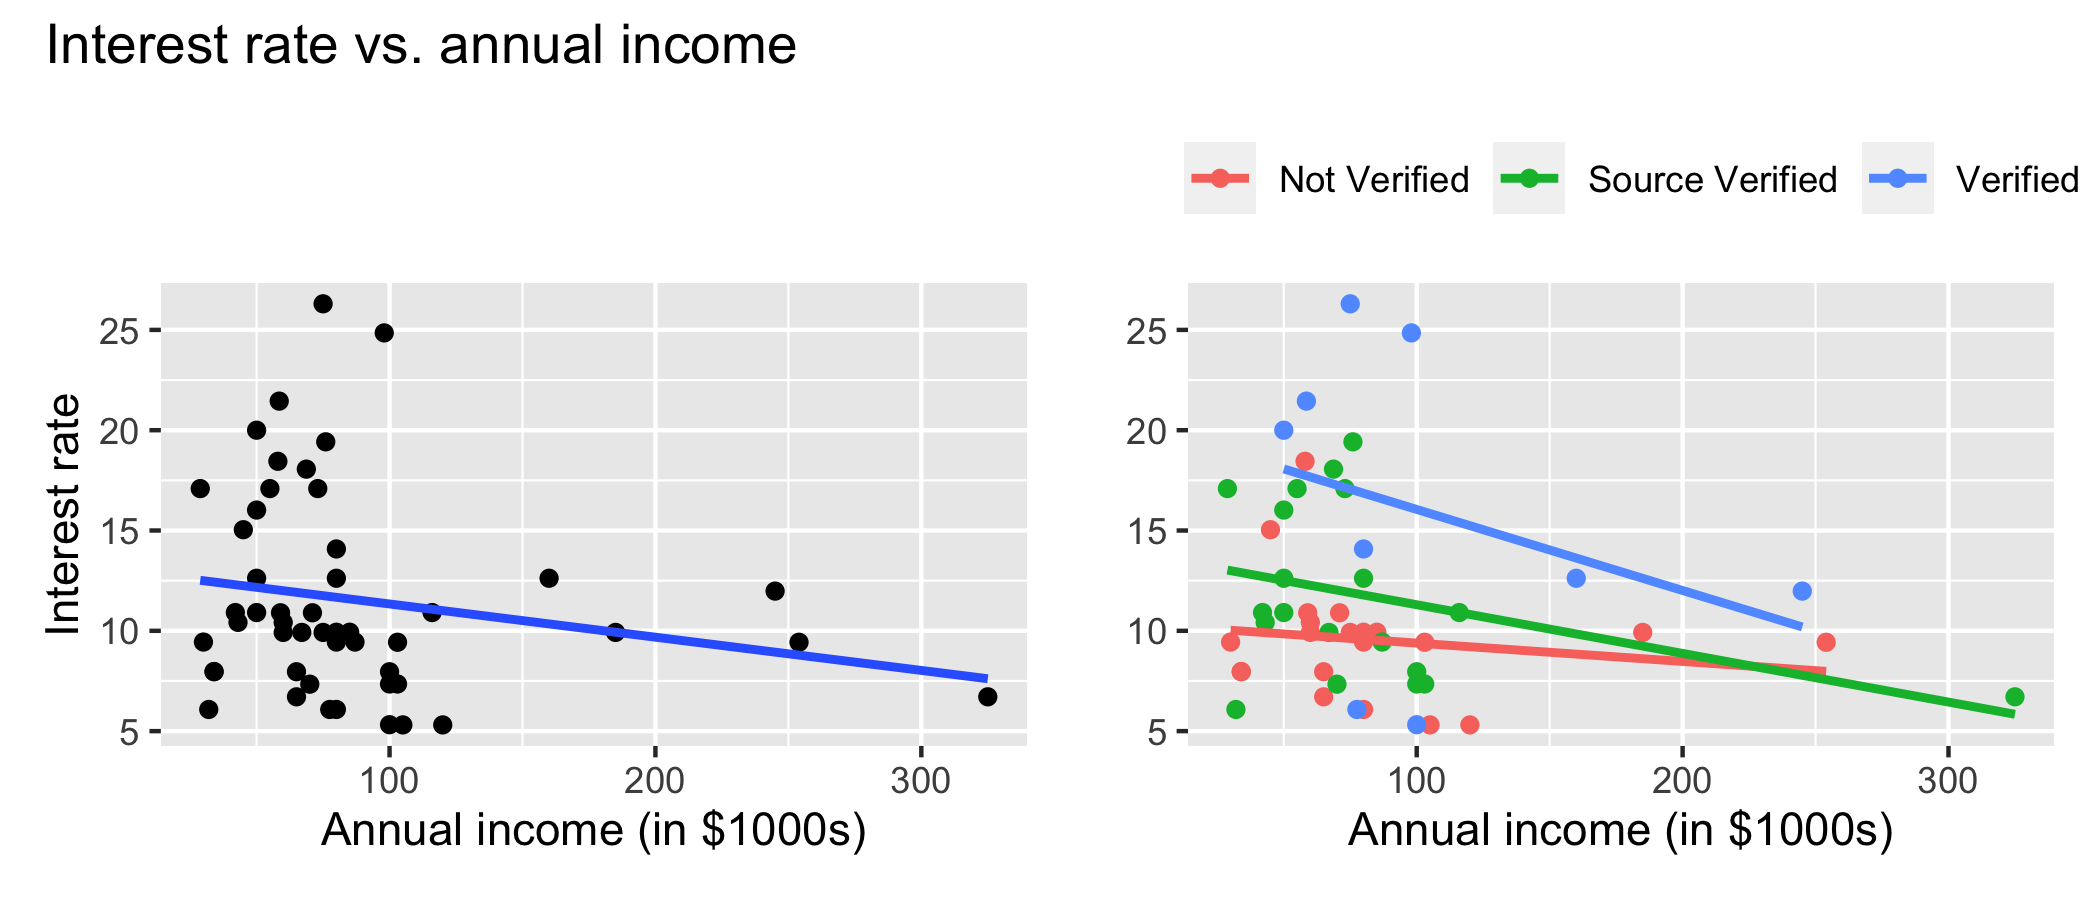 Interest rate vs. annual income
Not Verified Source Verified Verified
Interest rate
25
20
15
10
5
100 200 300
Annual income (in $1000s)
25
20
15
10
5
100 200 300
Annual income (in $1000s)